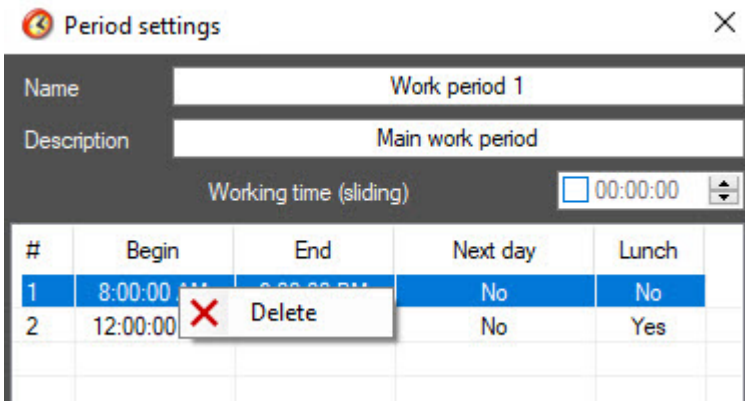 Period settings
Name Work period 1
Description Main work period
Working time (sliding) 00:00:00
# Begin End Next day Lunch
1 8:00:00 No No
Delete
2 12:00:00 No Yes